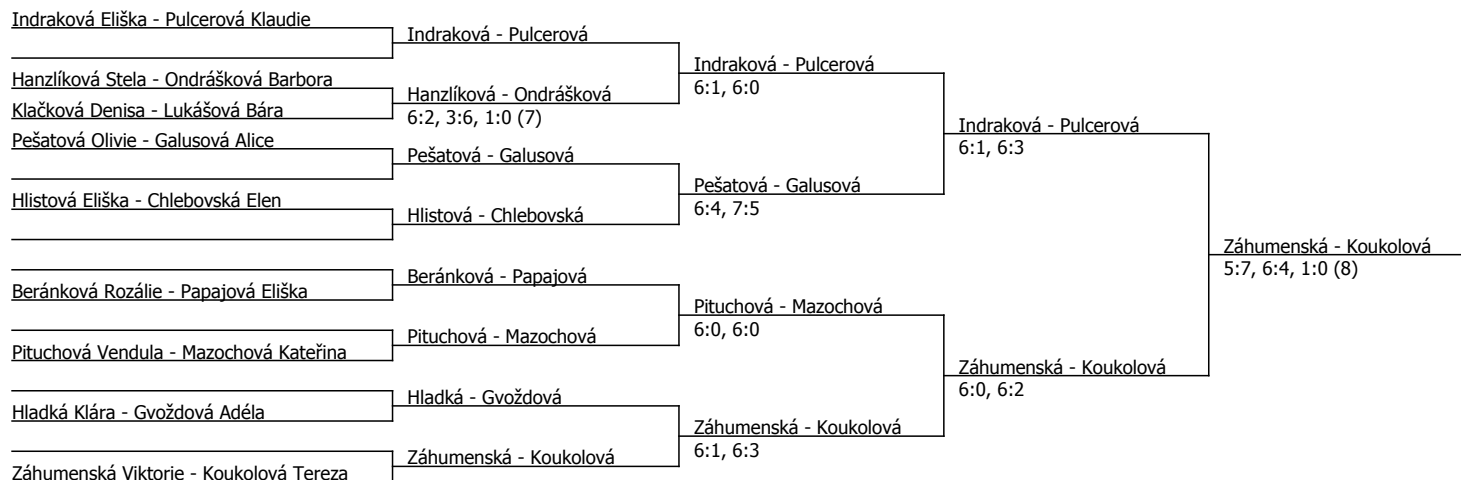 Indraková Eliška - Pulcerová Klaudie
Hanzlíková Stela - Ondrášková Barbora
Klačková Denisa - Lukášová Bára
Pešatová Olivie - Galusová Alice
Hlistová Eliška - Chlebovská Elen
Beránková Rozálie - Papajová Eliška
Pituchová Vendula - Mazochová Kateřina
Hladká Klára - Gvoždová Adéla
Záhumenská Viktorie - Koukolová Tereza
Indraková - Pulcerová
Hanzlíková - Ondrášková
6:2, 3:6, 1:0 (7)
Pešatová - Galusová
Hlistová - Chlebovská
Beránková - Papajová
Pituchová - Mazochová
Hladká - Gvoždová
Záhumenská - Koukolová
Indraková - Pulcerová
6:1, 6:0
Pešatová - Galusová
6:4, 7:5
Pituchová - Mazochová
6:0, 6:0
Záhumenská - Koukolová
6:1, 6:3
Indraková - Pulcerová
6:1, 6:3
Záhumenská - Koukolová
6:0, 6:2
Záhumenská - Koukolová
5:7, 6:4, 1:0 (8)